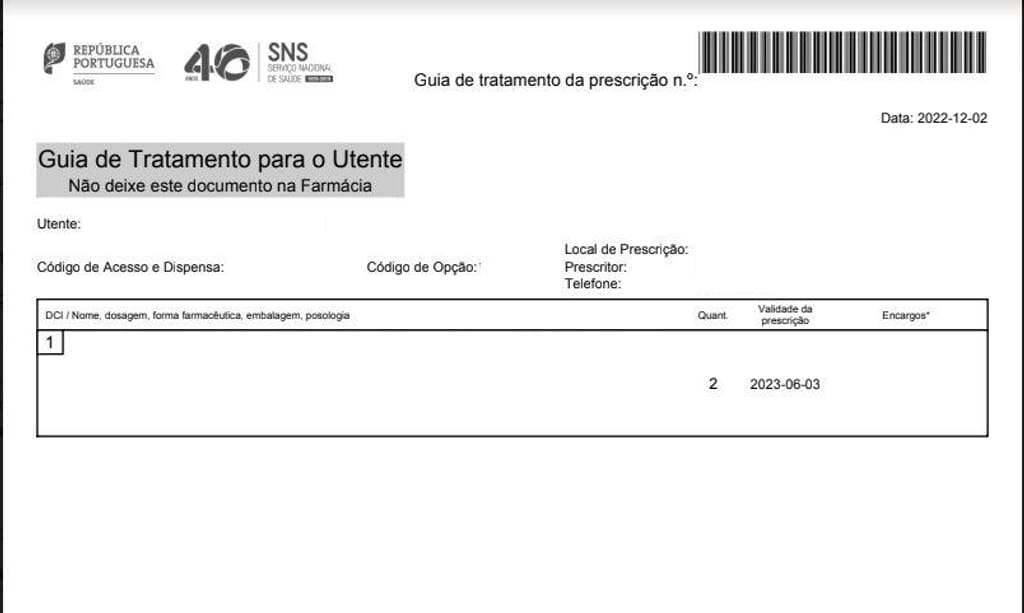 REPÚBLICA
PORTUGUESA
SAÚDE
40
ANOS
SNS
SERVIÇO NACIONAL
DE SAÚDE 1979-2019
Guia de tratamento da prescrição n.º:
Data: 2022-12-02
Guia de Tratamento para o Utente
Não deixe este documento na Farmácia
Utente:
Código de Acesso e Dispensa:
Código de Opção:
Local de Prescrição:
Prescritor:
Telefone:
DCI / Nome, dosagem, forma farmacêutica, embalagem, posologia
Quant.
Validade da
prescrição
Encargos*
1
2
2023-06-03